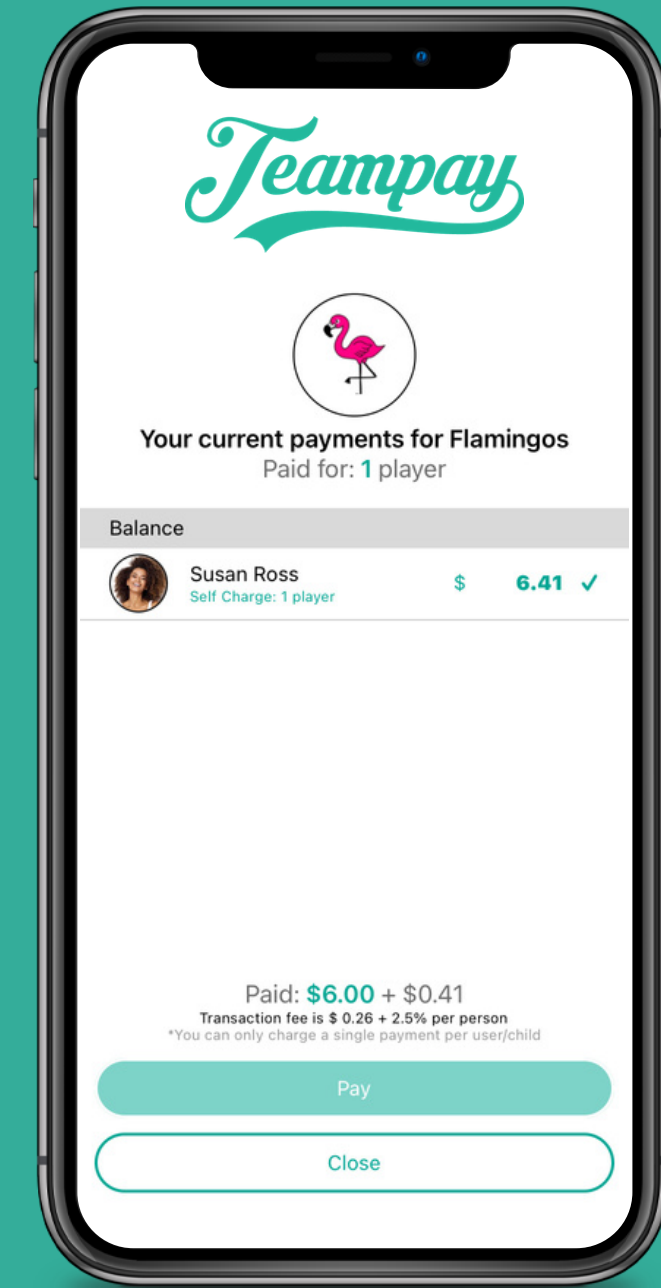 Teampay
Your current payments for Flamingos
Paid for: 1 player
Balance
Susan Ross
Self Charge: 1 player
$ 6.41 ✓
Paid: $6.00 + $0.41
Transaction fee is $ 0.26 + 2.5% per person
*You can only charge a single payment per user/child
Pay
Close